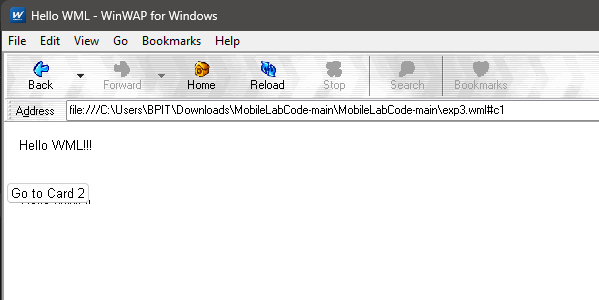 Hello WML - WinWAP for Windows
File Edit View Go Bookmarks Help
Back Forward Home Reload Stop Search Bookmarks
Address file:///C:\Users\BPIT\Downloads\MobileLabCode-main\MobileLabCode-main\exp3.wml#c1
Hello WML!!!
Go to Card 2